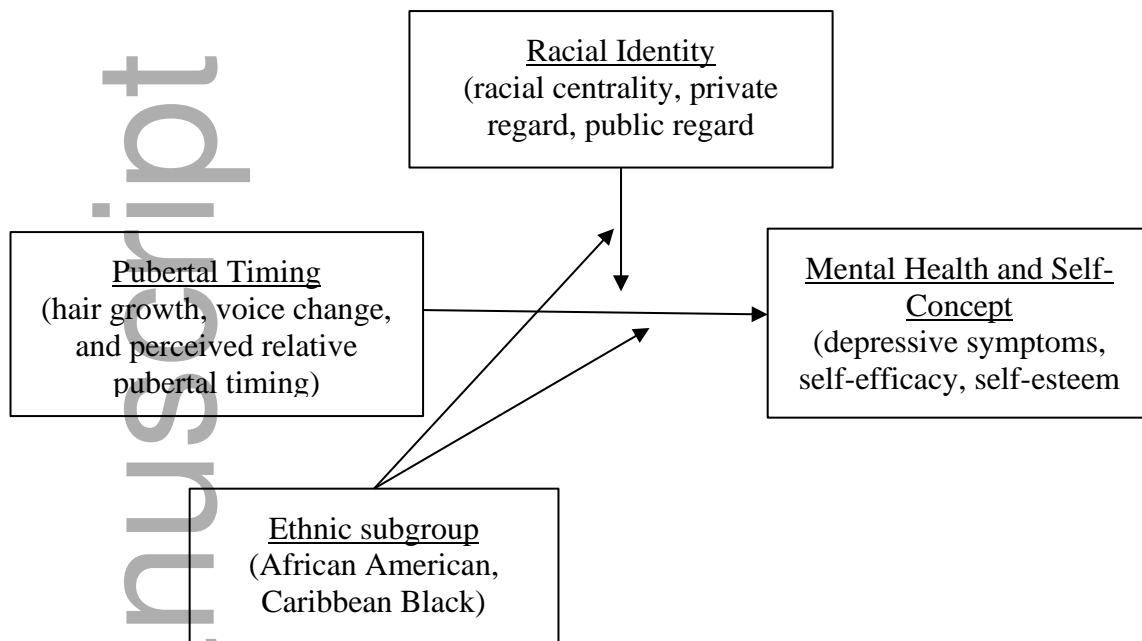 Racial Identity
(racial centrality, private
regard, public regard
Pubertal Timing
(hair growth, voice change,
and perceived relative
pubertal timing)
Mental Health and Self-
Concept
(depressive symptoms,
self-efficacy, self-esteem
Ethnic subgroup
(African American,
Caribbean Black)
nuscript